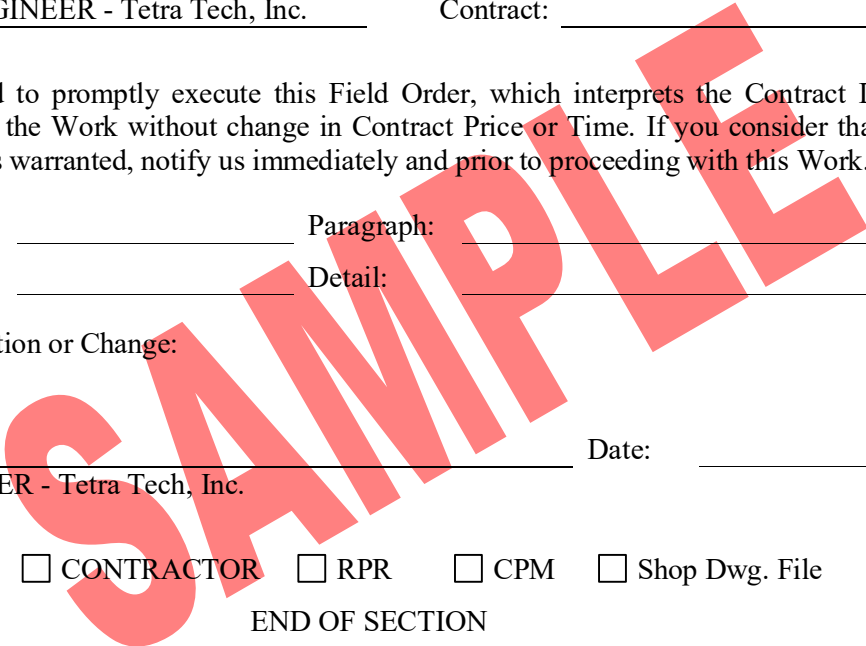 GINEER - Tetra Tech, Inc. Contract:
to promptly execute this Field Order, which interprets the Contract
the Work without change in Contract Price or Time. If you consider
warranted, notify us immediately and prior to proceeding with this Work.
Paragraph:
Detail:
tion or Change:
Date:
ER - Tetra Tech, Inc.
CONTRACTOR RPR CPM Shop Dwg. File
END OF SECTION
SAMPLE